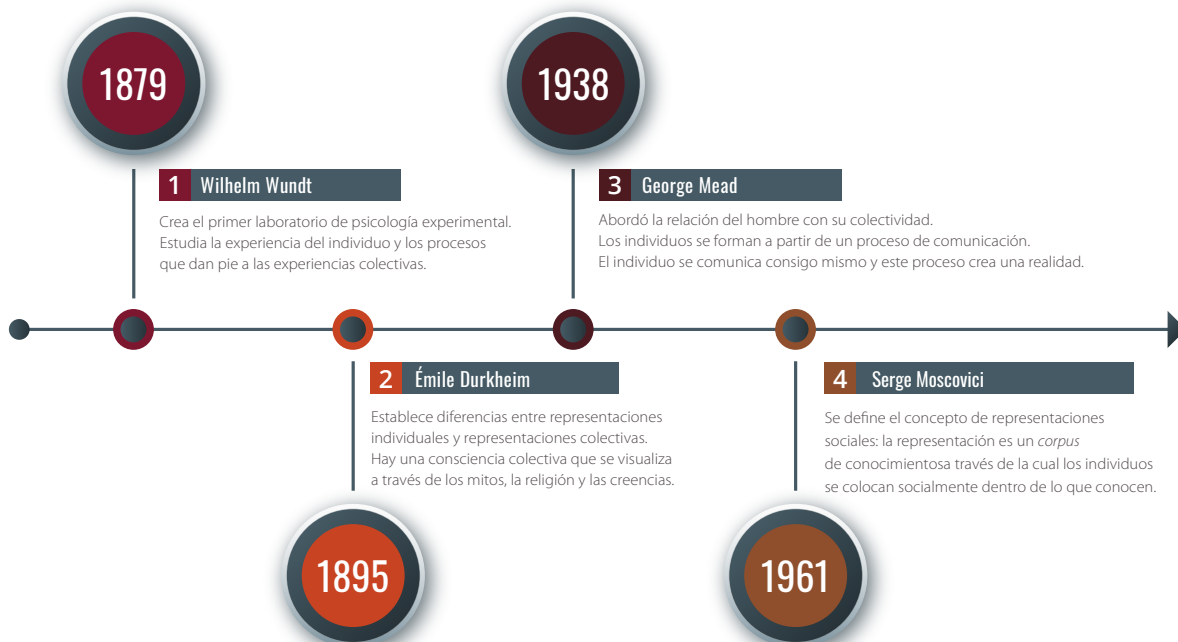 1879
1 Wilhelm Wundt
Crea el primer laboratorio de psicología experimental.
Estudia la experiencia del individuo y los procesos
que dan pie a las experiencias colectivas.
1938
3 George Mead
Abordó la relación del hombre con su colectividad.
Los individuos se forman a partir de un proceso de comunicación.
El individuo se comunica consigo mismo y este proceso crea una realidad.
2 Émile Durkheim
Establece diferencias entre representaciones
individuales y representaciones colectivas.
Hay una consciencia colectiva que se visualiza
a través de los mitos, la religión y las creencias.
1895
4 Serge Moscovici
Se define el concepto de representaciones
sociales: la representación es un corpus
de conocimientosa través de la cual los individuos
se colocan socialmente dentro de lo que conocen.
1961